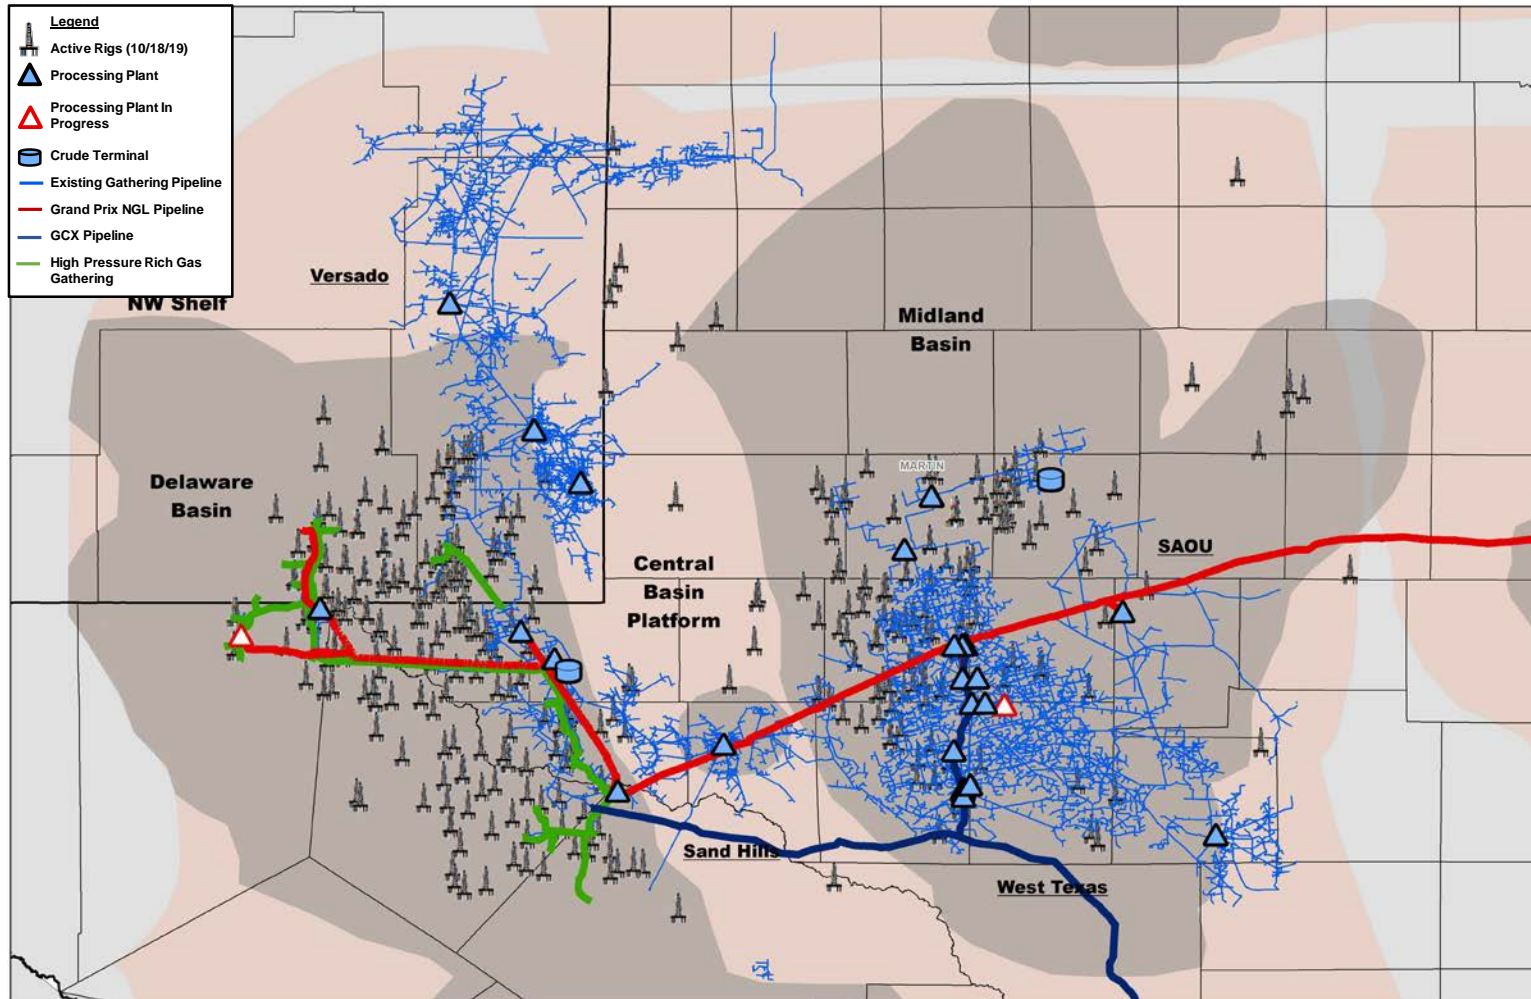 Legend
Active Rigs (10/18/19)
Processing Plant
Processing Plant In
Progress
Crude Terminal
Existing Gathering Pipeline
Grand Prix NGL Pipeline
GCX Pipeline
High Pressure Rich Gas
Gathering
NW Shelf
Versado
Midland
Basin
Delaware
Basin
MARTIN
Central
Basin
Platform
SAOU
Sand Hills
West Texas